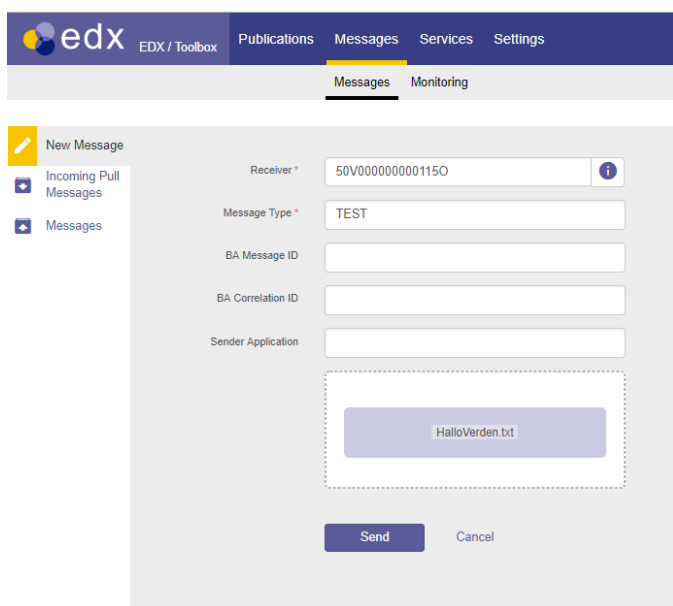 edx EDX / Toolbox Publications Messages Services Settings
Messages Monitoring
New Message
Incoming Pull
Messages
Messages
Receiver * 50V000000000115O
Message Type * TEST
BA Message ID
BA Correlation ID
Sender Application
HalloVerden.txt
Send Cancel